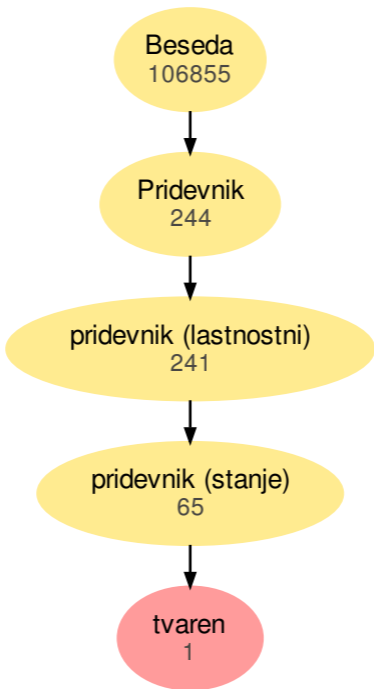 Beseda
106855
Pridevnik
244
pridevnik (lastnostni)
241
pridevnik (stanje)
65
tvaren
1